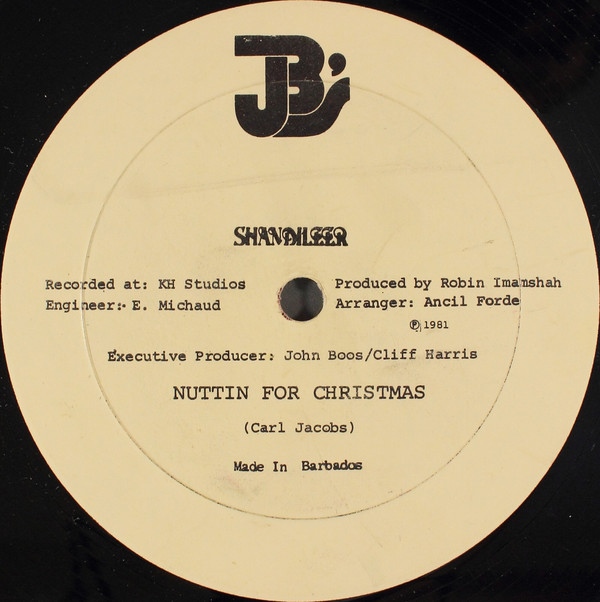 JB's
SHANDILEER
Recorded at: KH Studios
Engineer: E. Michaud
Produced by Robin Imamshah
Arranger: Ancil Forde
Ⓟ 1981
Executive Producer: John Boos/Cliff Harris
NUTTIN FOR CHRISTMAS
(Carl Jacobs)
Made In Barbados